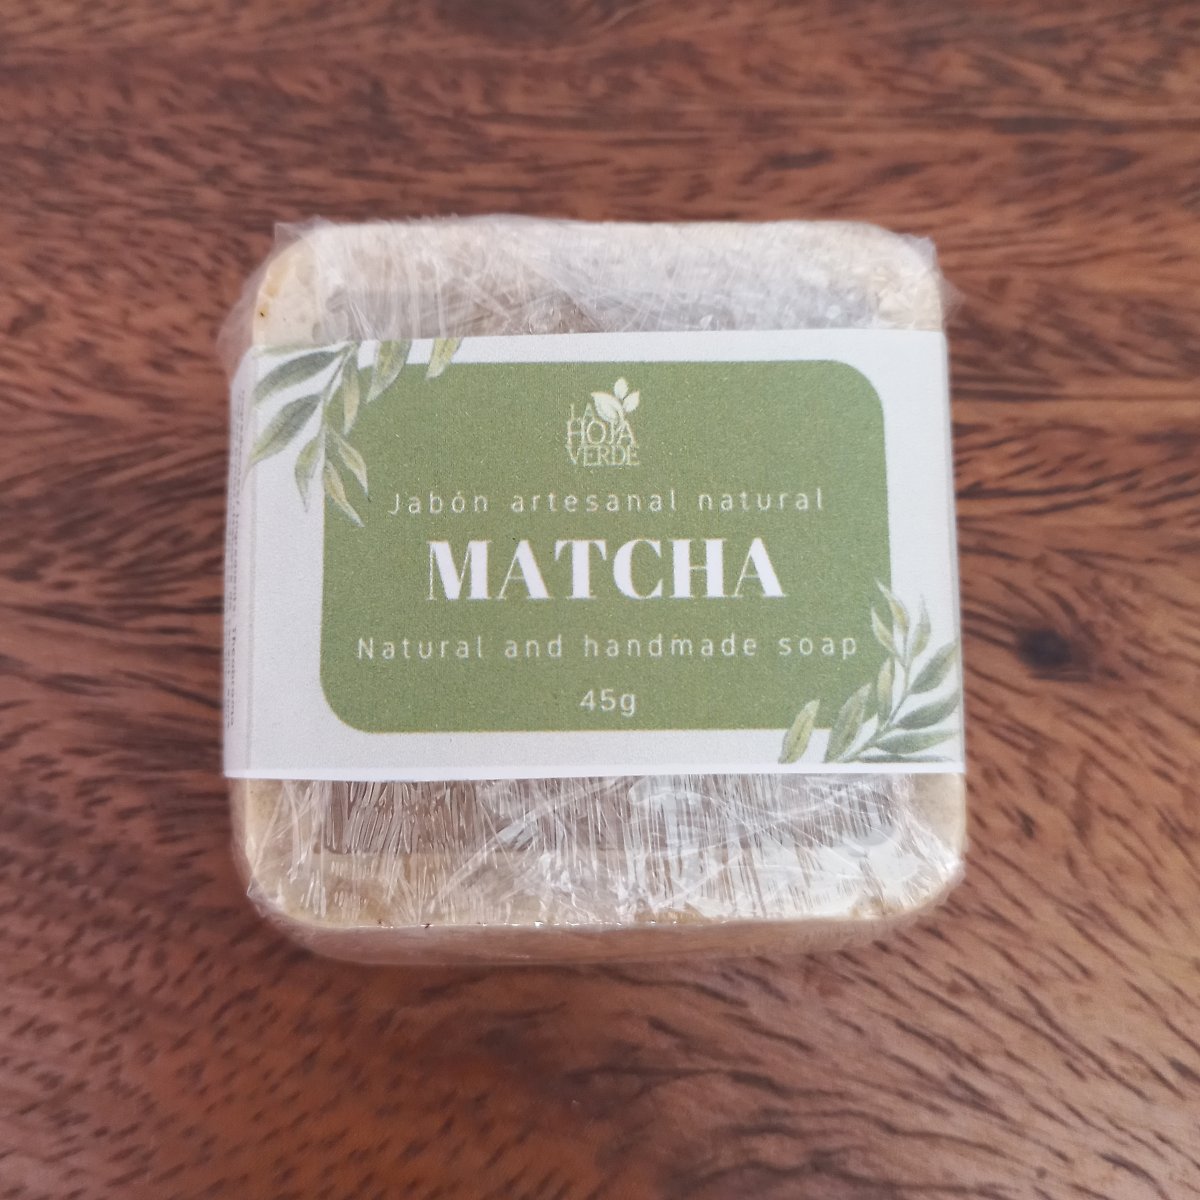 LA
HOJA
VERDE
Jabón artesanal natural
MATCHA
Natural and handmade soap
45g